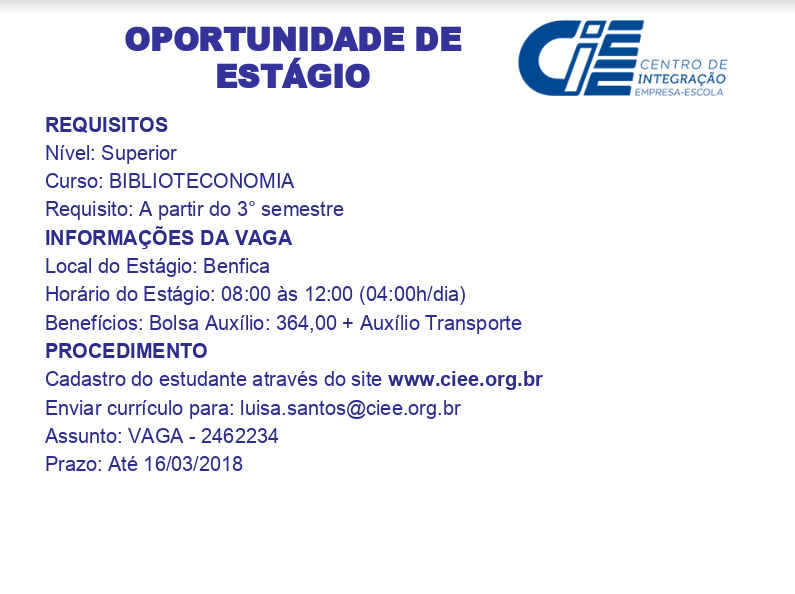 OPORTUNIDADE DE
ESTÁGIO
CIEE
CENTRO DE
INTEGRAÇÃO
EMPRESA-ESCOLA
REQUISITOS
Nível: Superior
Curso: BIBLIOTECONOMIA
Requisito: A partir do 3° semestre
INFORMAÇÕES DA VAGA
Local do Estágio: Benfica
Horário do Estágio: 08:00 às 12:00 (04:00h/dia)
Benefícios: Bolsa Auxílio: 364,00 + Auxílio Transporte
PROCEDIMENTO
Cadastro do estudante através do site www.ciee.org.br
Enviar currículo para: luisa.santos@ciee.org.br
Assunto: VAGA - 2462234
Prazo: Até 16/03/2018